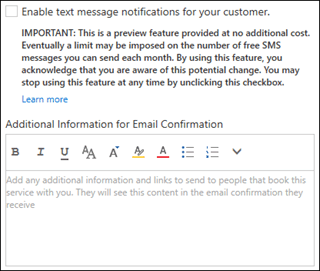 Enable text message notifications for your customer.
IMPORTANT: This is a preview feature provided at no additional cost.
Eventually a limit may be imposed on the number of free SMS
messages you can send each month. By using this feature, you
acknowledge that you are aware of this potential change. You may
stop using this feature at any time by unclicking this checkbox.
Learn more
Additional Information for Email Confirmation
B I U AA A A
Add any additional information and links to send to people that book this
service with you. They will see this content in the email confirmation they
receive